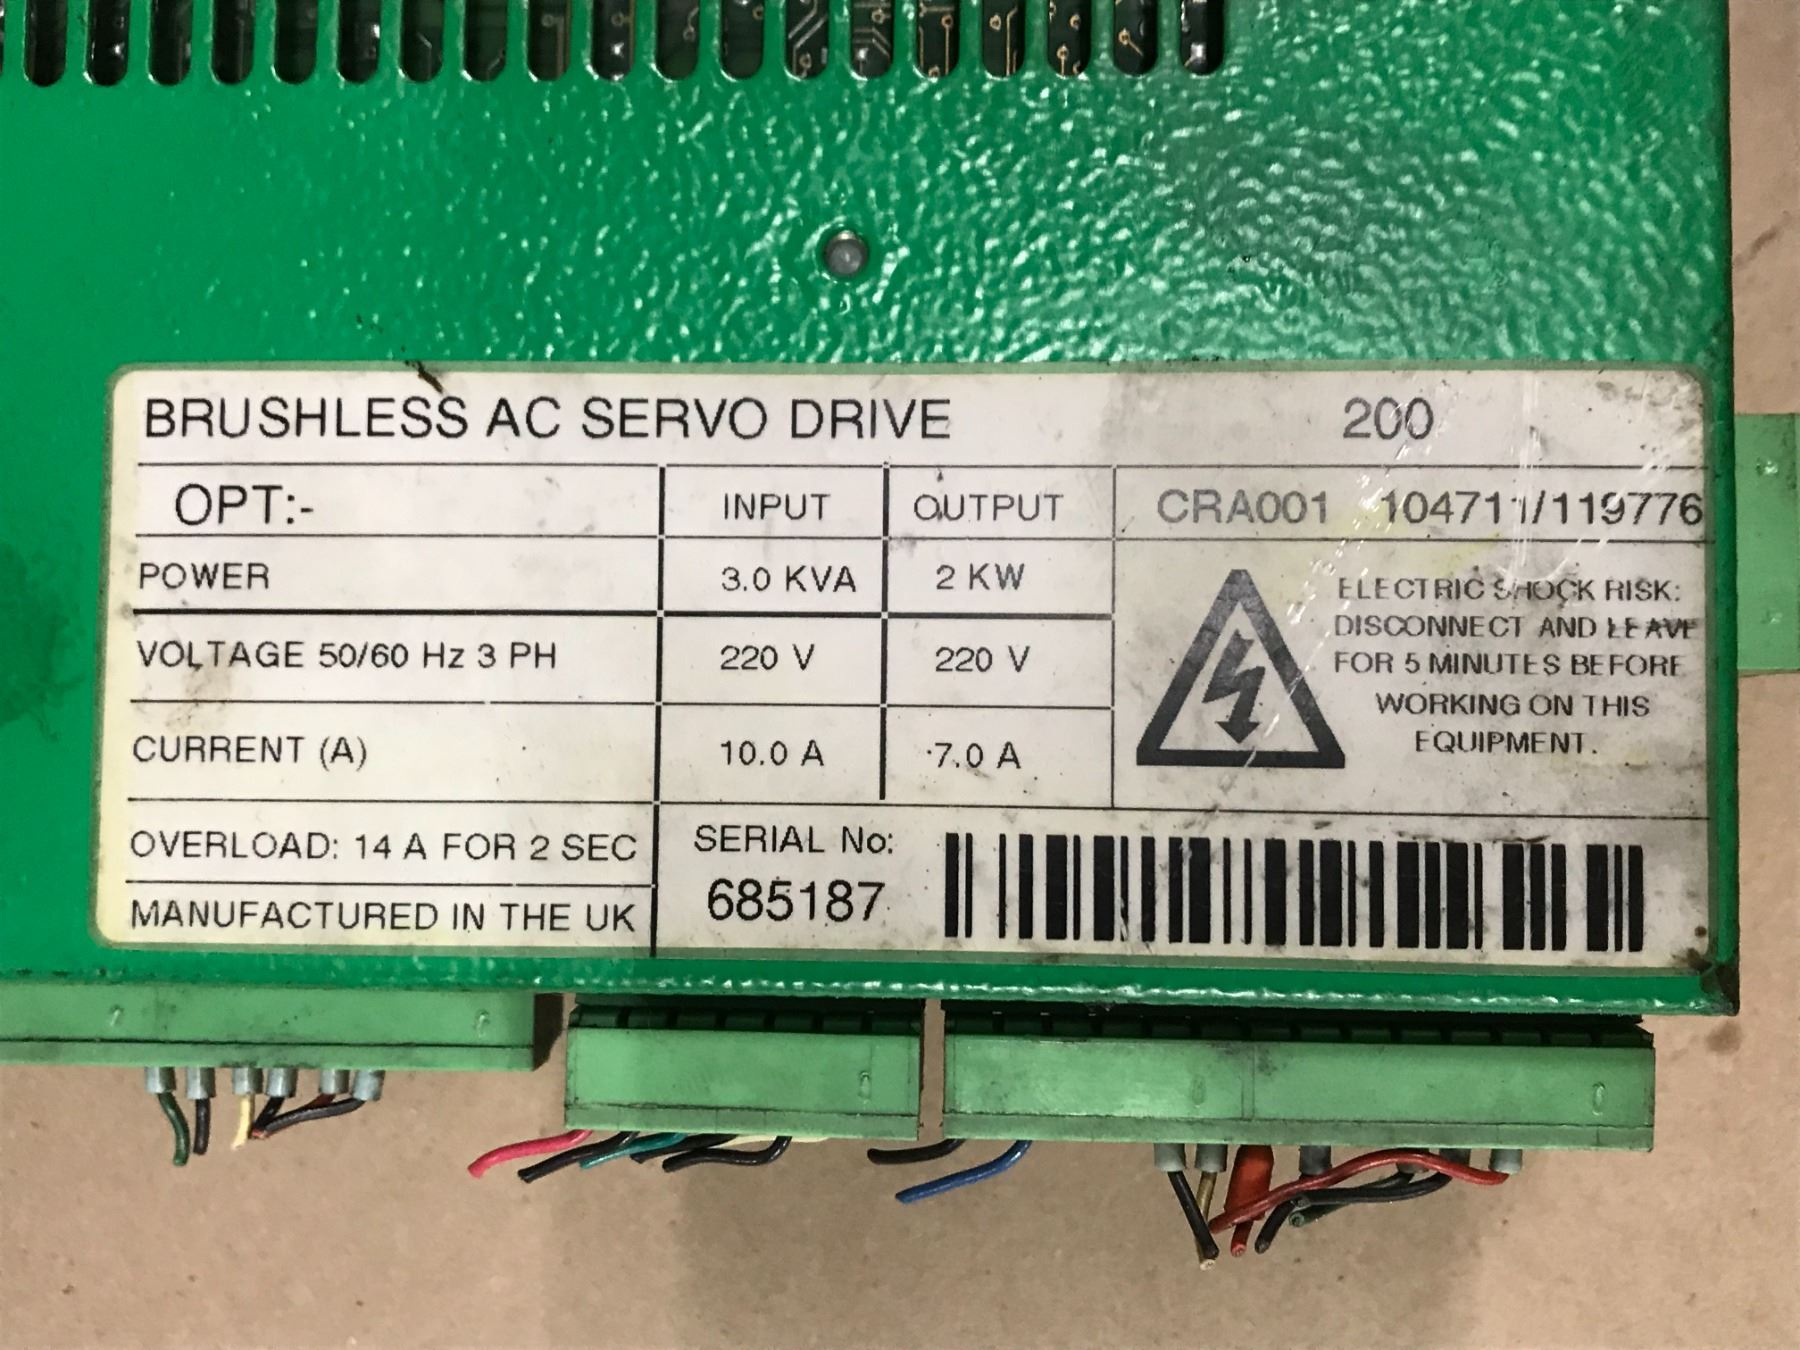 BRUSHLESS AC SERVO DRIVE 200
OPT:- INPUT OUTPUT CRA001 104711/119776
POWER 3.0 KVA 2 KW
VOLTAGE 50/60 Hz 3 PH 220 V 220 V
CURRENT (A) 10.0 A 7.0 A
ELECTRIC SHOCK RISK:
DISCONNECT AND LEAVE
FOR 5 MINUTES BEFORE
WORKING ON THIS
EQUIPMENT.
OVERLOAD: 14 A FOR 2 SEC
MANUFACTURED IN THE UK
SERIAL No:
685187